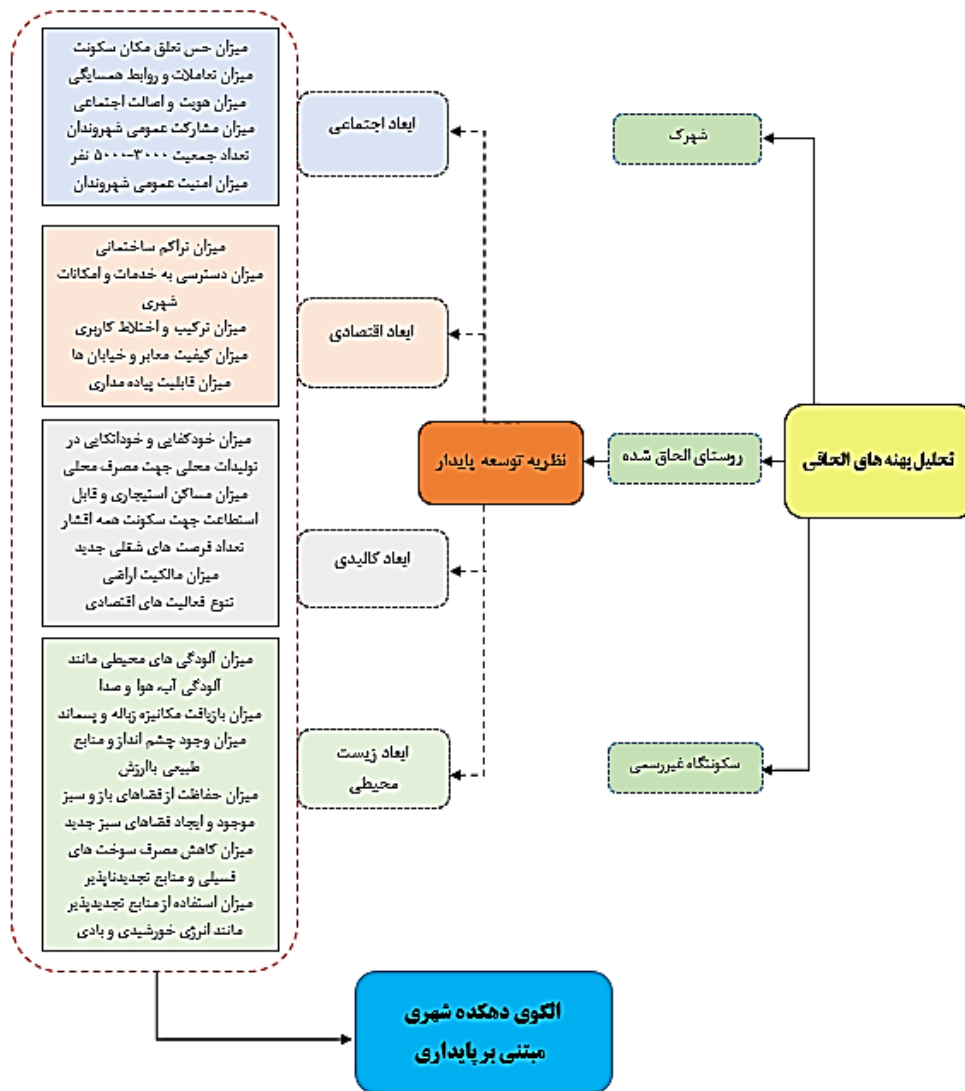 تحلیل پهنه های الحاقی
شهرک
روستای الحاق شده
سکونتگاه غیررسمی
نظریه توسعه پایدار
ابعاد اجتماعی
میزان حس تعلق مکان سکونت
میزان تعاملات و روابط همسایگی
میزان هویت و اصالت اجتماعی
میزان مشارکت عمومی شهروندان
تعداد جمعیت ۳۰۰۰-۵۰۰۰ نفر
میزان امنیت عمومی شهروندان
ابعاد اقتصادی
میزان تراکم ساختمانی
میزان دسترسی به خدمات و امکانات
شهری
میزان ترکیب و اختلاط کاربری
میزان کیفیت معابر و خیابان ها
میزان قابلیت پیاده مداری
ابعاد کالبدی
میزان خودکفایی و خوداتکایی در
تولیدات محلی جهت مصرف محلی
میزان مساکن استیجاری و قابل
استطاعت جهت سکونت همه اقشار
تعداد فرصت های شغلی جدید
میزان مالکیت اراضی
تنوع فعالیت های اقتصادی
ابعاد زیست
محیطی
میزان آلودگی های محیطی مانند
آلودگی آب، هوا و صدا
میزان بازیافت مکانیزه زباله و پسماند
میزان وجود چشم انداز و منابع
طبیعی باارزش
میزان حفاظت از فضاهای باز و سبز
موجود و ایجاد فضاهای سبز جدید
میزان کاهش مصرف سوخت های
فسیلی و منابع تجدیدناپذیر
میزان استفاده از منابع تجدیدپذیر
مانند انرژی خورشیدی و بادی
الگوی دهکده شهری
مبتنی بر پایداری